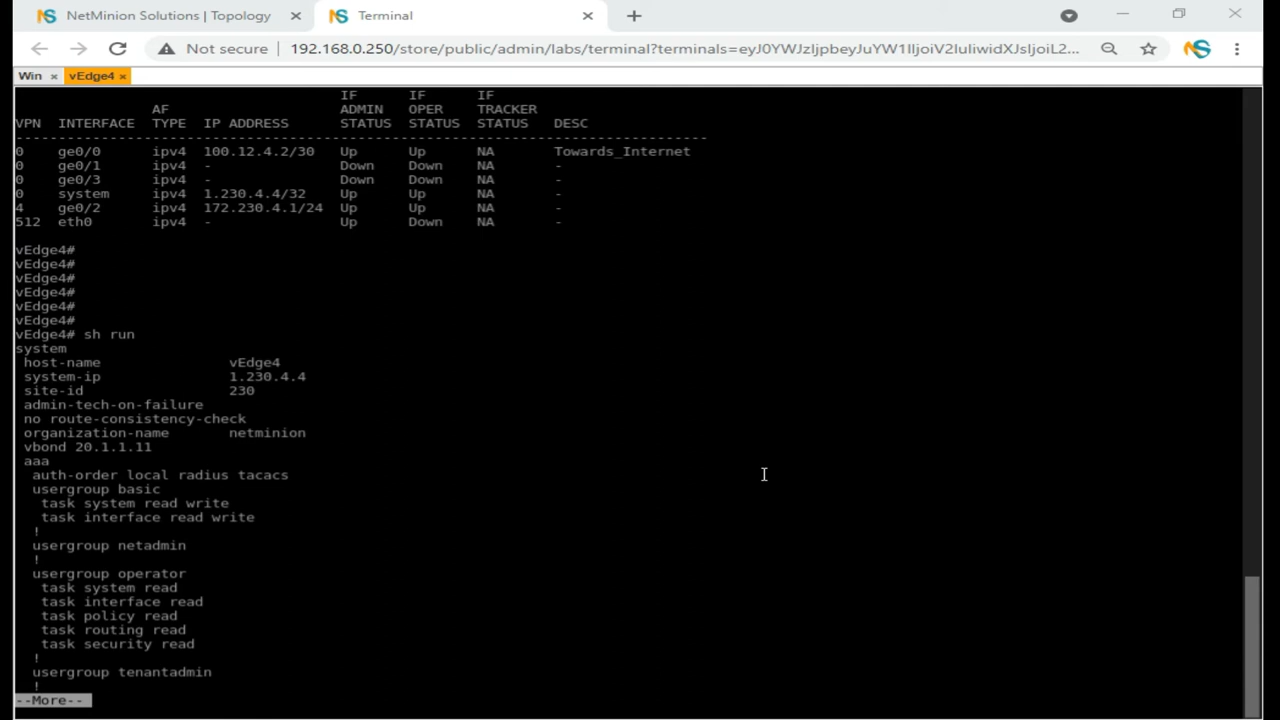 NetMinion Solutions | Topology
Terminal
Not secure
192.168.0.250/store/public/admin/labs/terminal?terminals=eyJ0YWJzIjpbeyJuYW1lIjoiV2luIiwidXJsIjoiL2...
Win
vEdge4
IF IF IF
AF ADMIN OPER TRACKER
VPN INTERFACE TYPE IP ADDRESS STATUS STATUS STATUS DESC
--------------------------------------------------------------------------------
0 ge0/0 ipv4 100.12.4.2/30 Up Up NA Towards_Internet
0 ge0/1 ipv4 - Down Down NA -
0 ge0/3 ipv4 - Down Down NA -
0 system ipv4 1.230.4.4/32 Up Up NA -
4 ge0/2 ipv4 172.230.4.1/24 Up Up NA -
512 eth0 ipv4 - Up Down NA -
vEdge4#
vEdge4#
vEdge4#
vEdge4#
vEdge4#
vEdge4#
vEdge4# sh run
system
host-name vEdge4
system-ip 1.230.4.4
site-id 230
admin-tech-on-failure
no route-consistency-check
organization-name netminion
vbond 20.1.1.11
aaa
auth-order local radius tacacs
usergroup basic
task system read write
task interface read write
!
usergroup netadmin
!
usergroup operator
task system read
task interface read
task policy read
task routing read
task security read
!
usergroup tenantadmin
!
--More--